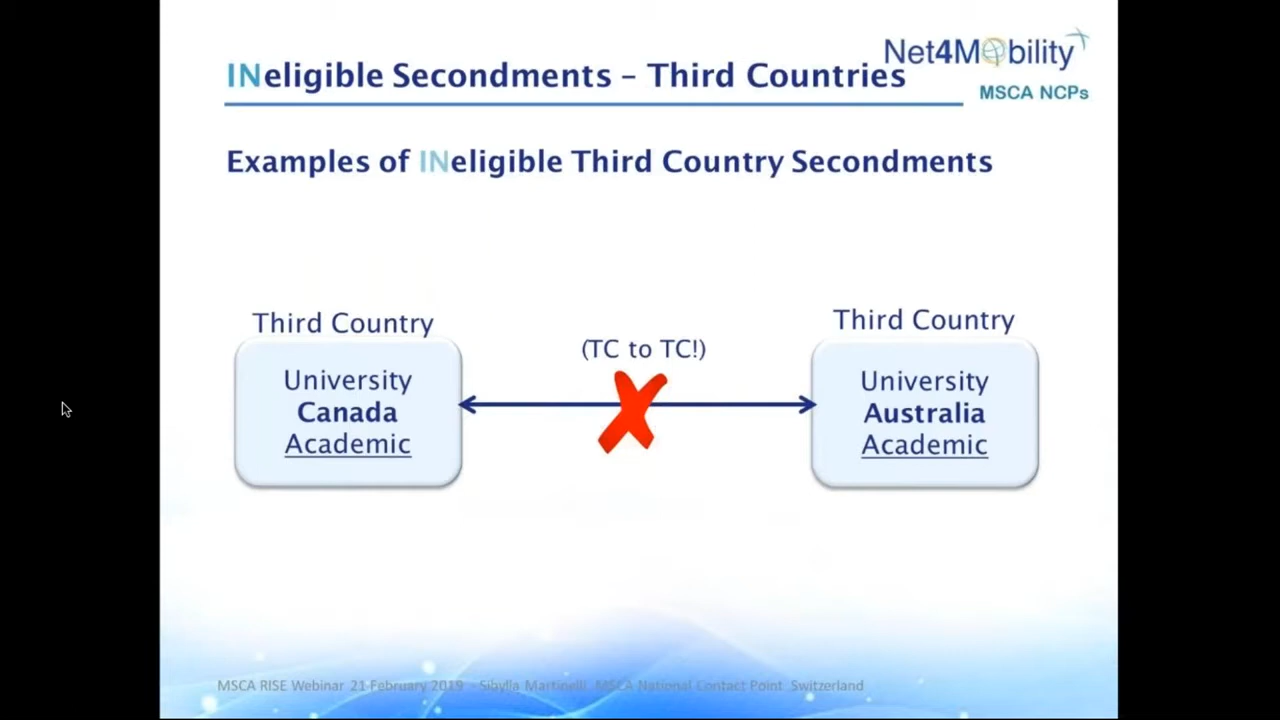 INeligible Secondments – Third Countries
Net4Mobility
MSCA NCPs
Examples of INeligible Third Country Secondments
Third Country
University
Canada
Academic
(TC to TC!)
Third Country
University
Australia
Academic
MSCA RISE Webinar 21 February 2019 - Sibylla Martinelli, MSCA National Contact Point Switzerland